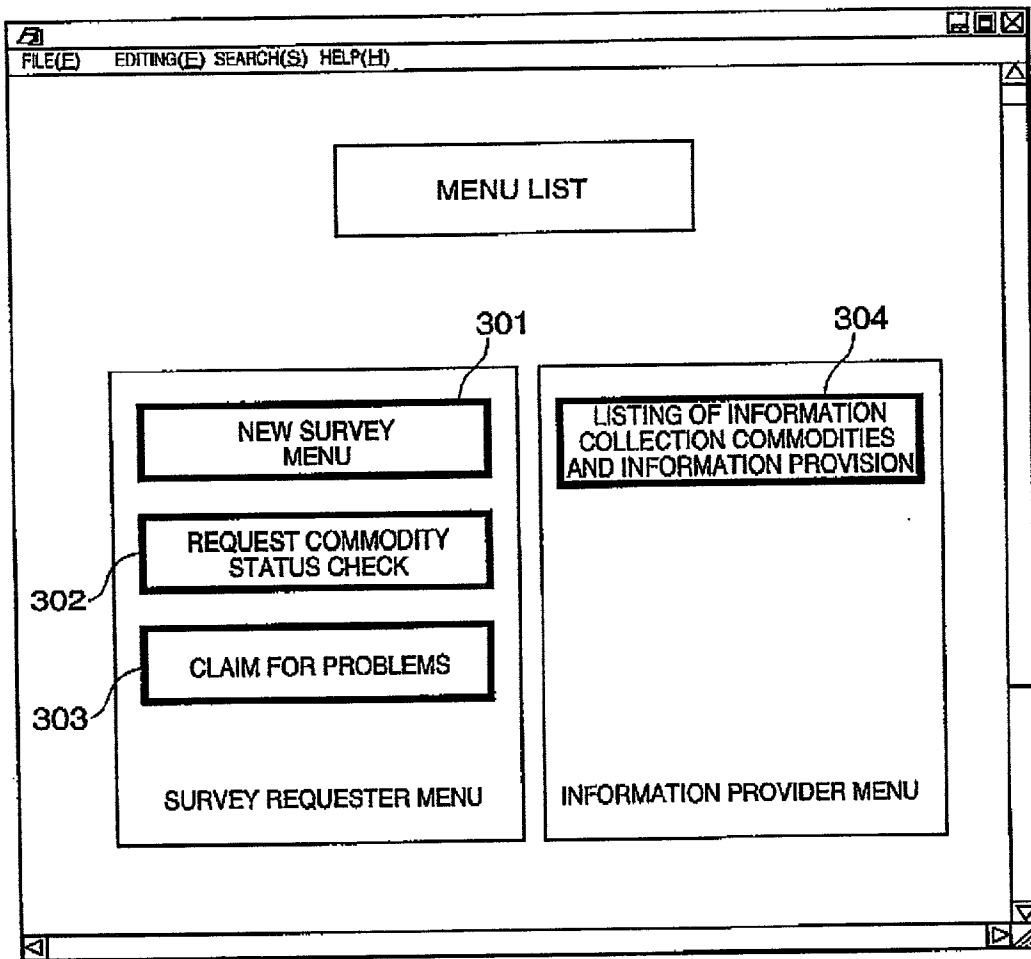 FILE(F) EDITING(E) SEARCH(S) HELP(H)
MENU LIST
301
304
NEW SURVEY
MENU
LISTING OF INFORMATION
COLLECTION COMMODITIES
AND INFORMATION PROVISION
REQUEST COMMODITY
STATUS CHECK
302
CLAIM FOR PROBLEMS
303
SURVEY REQUESTER MENU
INFORMATION PROVIDER MENU